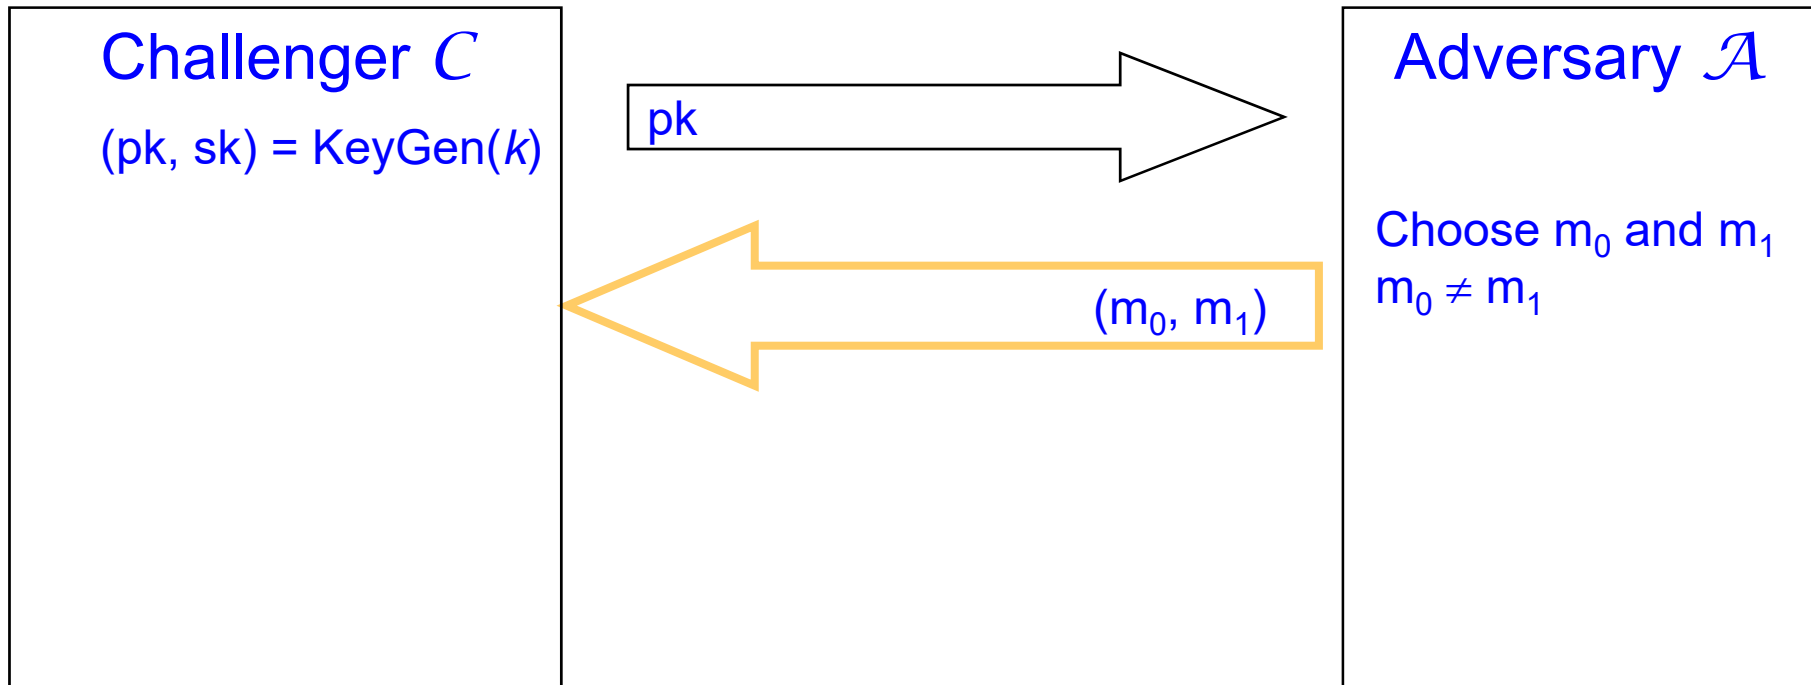 Challenger C
(pk, sk) = KeyGen(k)
pk
(m₀, m₁)
Adversary 𝒜
Choose m₀ and m₁
m₀ ≠ m₁